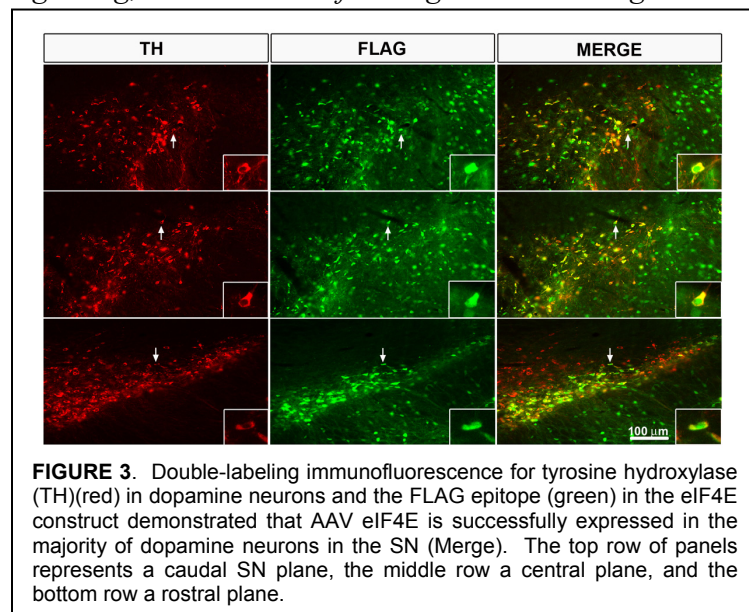 TH FLAG MERGE
100 µm
FIGURE 3. Double-labeling immunofluorescence for tyrosine hydroxylase
(TH)(red) in dopamine neurons and the FLAG epitope (green) in the eIF4E
construct demonstrated that AAV eIF4E is successfully expressed in the
majority of dopamine neurons in the SN (Merge). The top row of panels
represents a caudal SN plane, the middle row a central plane, and the
bottom row a rostral plane.